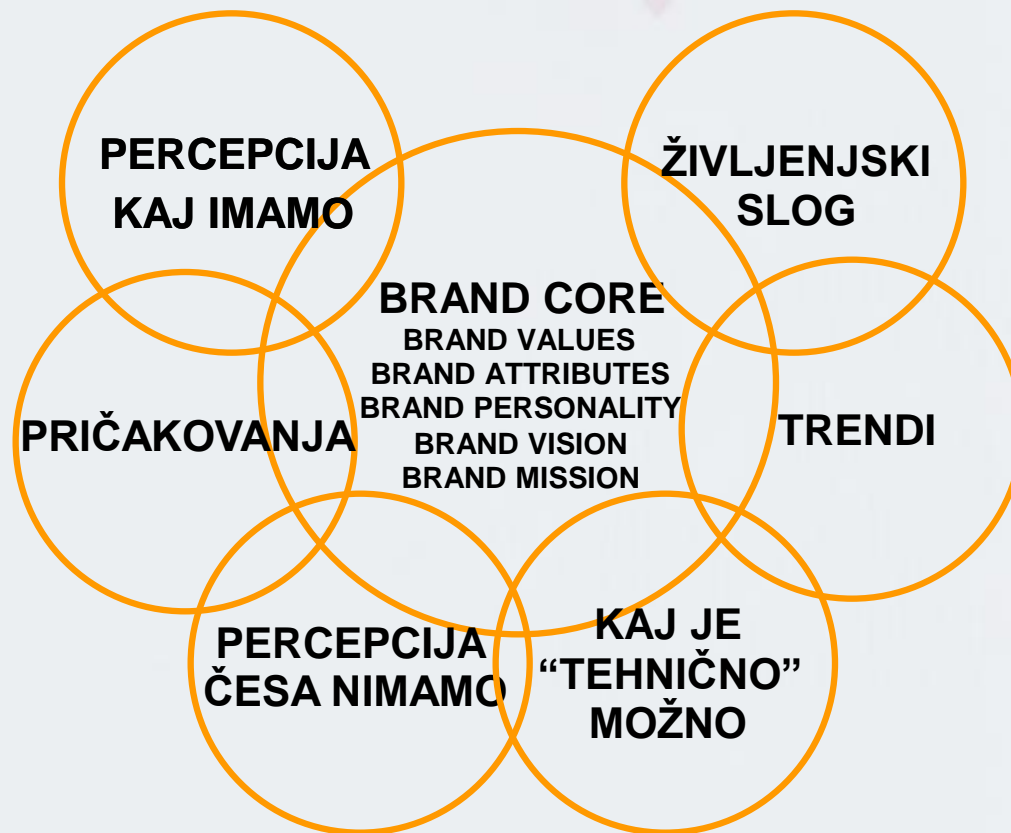 PERCEPCIJA
KAJ IMAMO
ŽIVLJENJSKI
SLOG
BRAND CORE
BRAND VALUES
BRAND ATTRIBUTES
BRAND PERSONALITY
BRAND VISION
BRAND MISSION
PRIČAKOVANJA
TRENDI
PERCEPCIJA
ČESA NIMAMO
KAJ JE
“TEHNIČNO”
MOŽNO